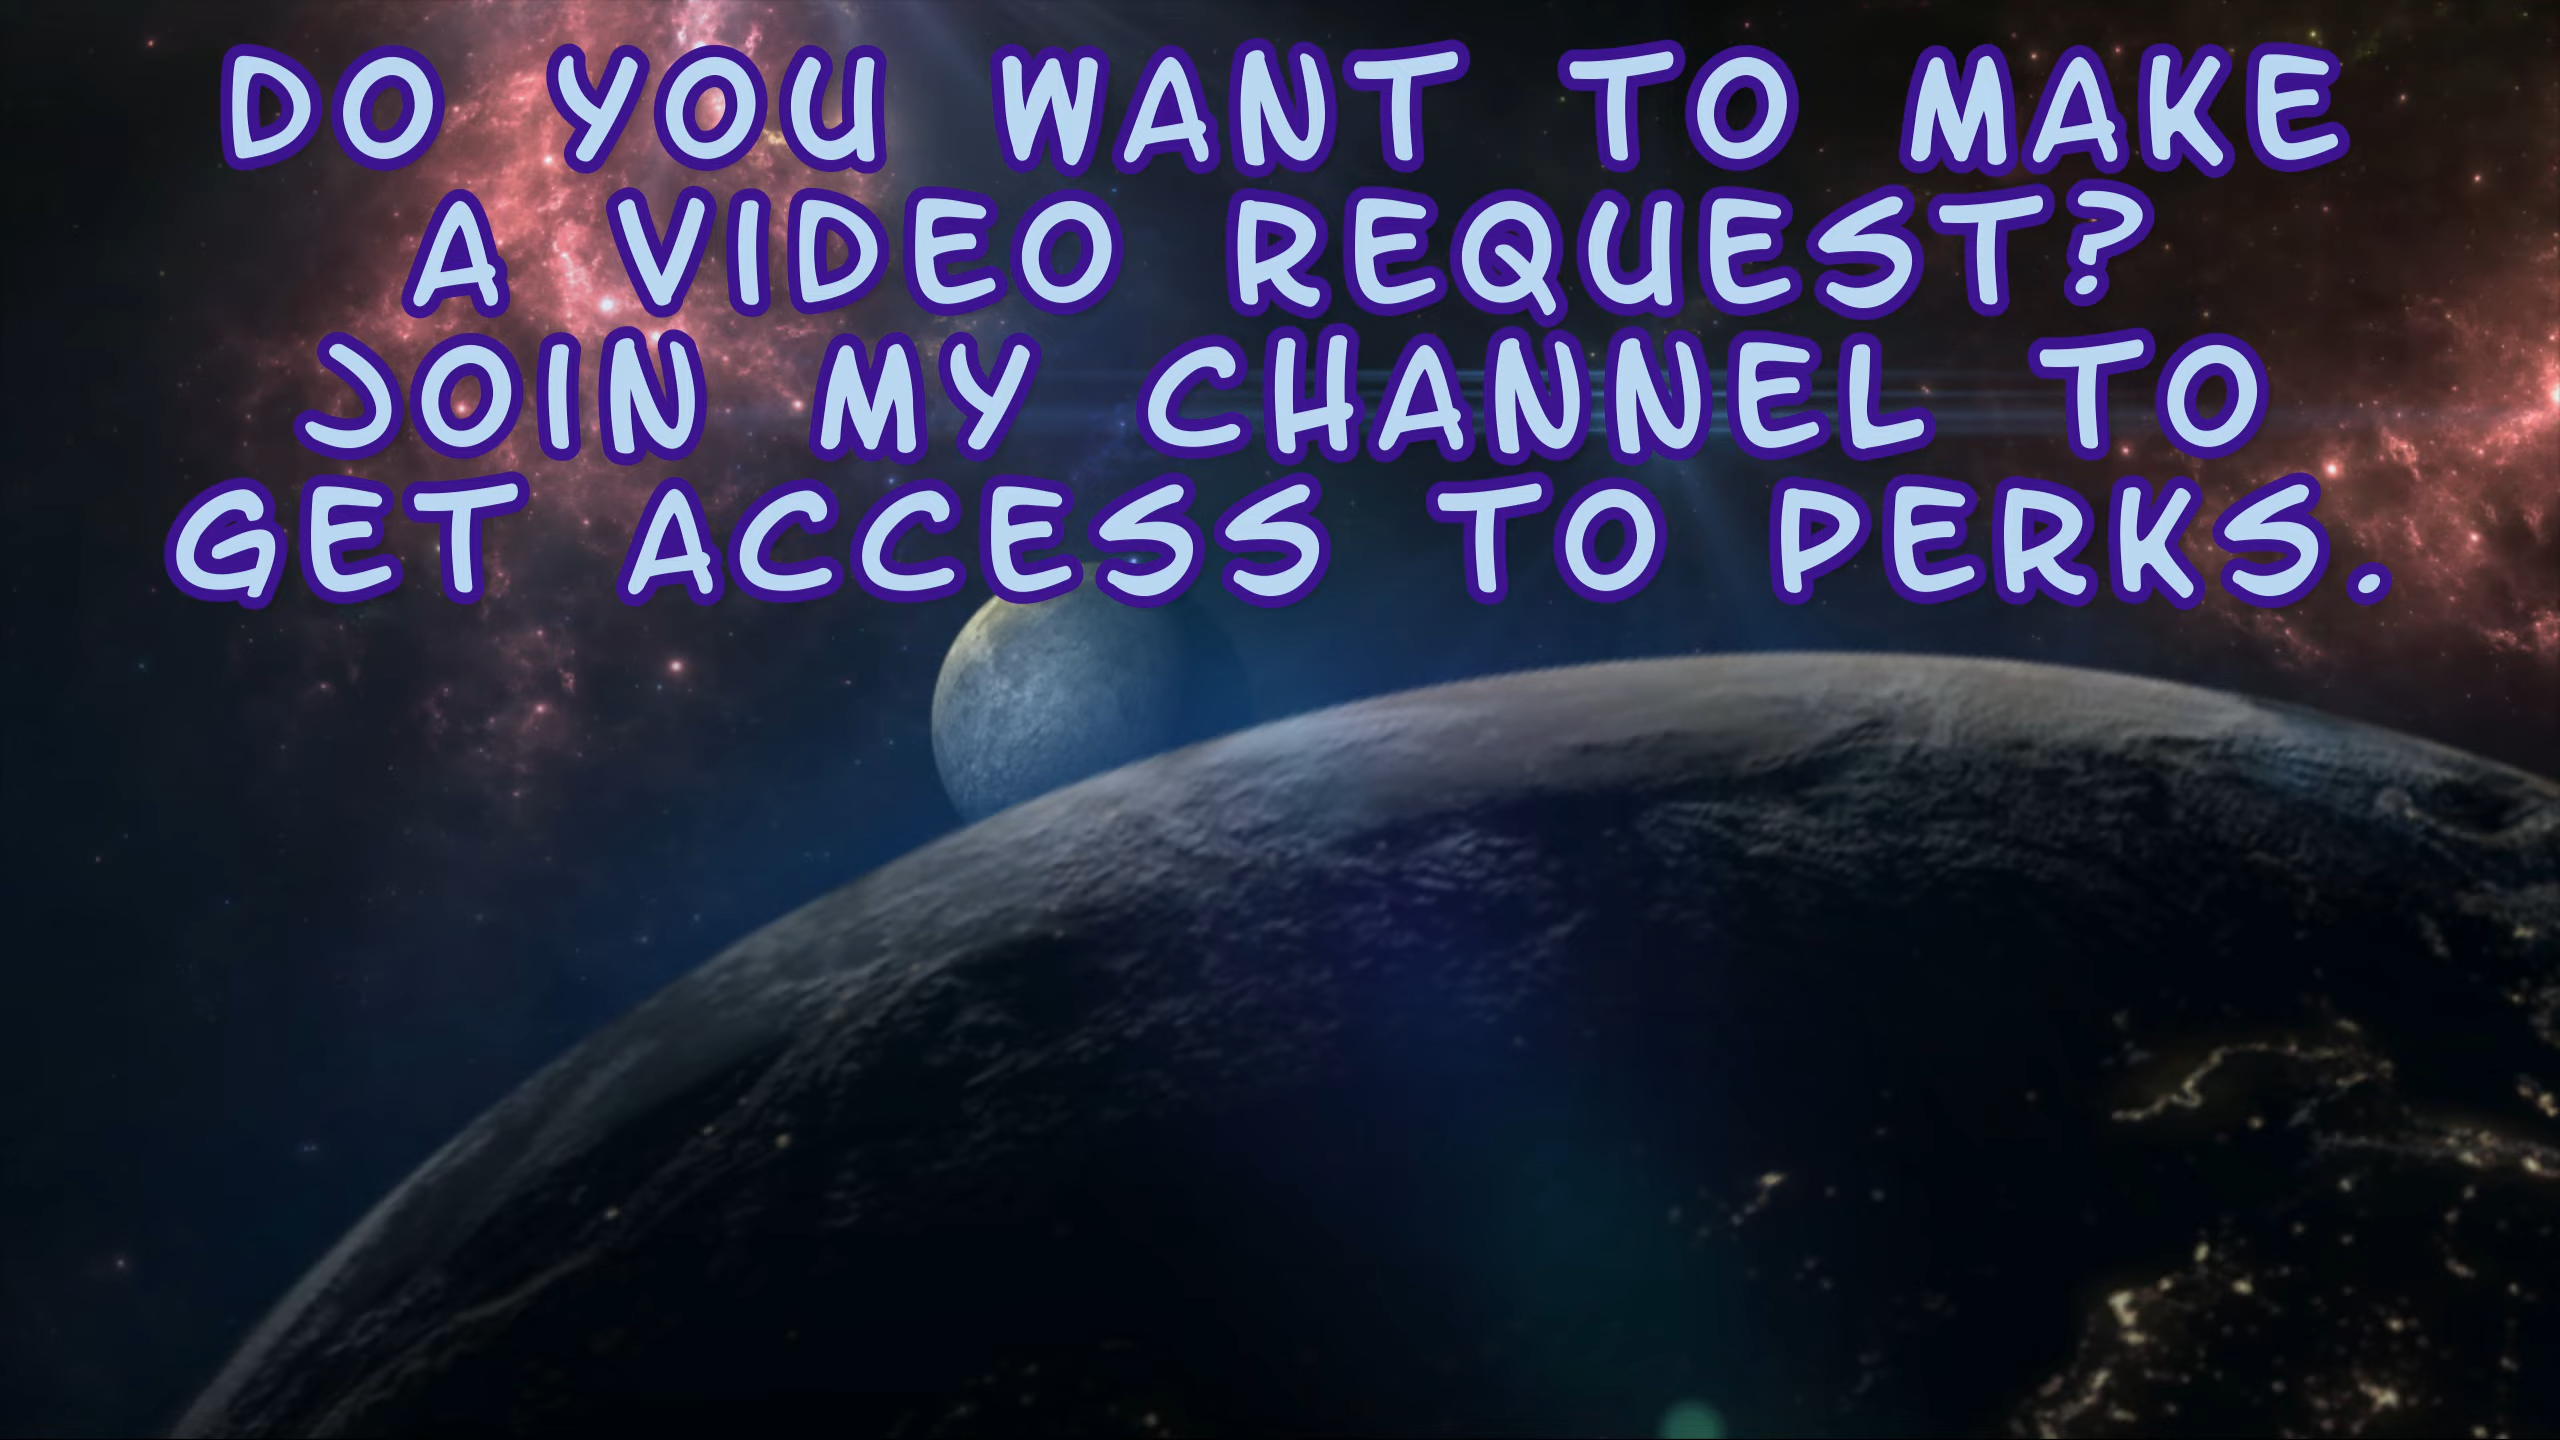 DO YOU WANT TO MAKE
A VIDEO REQUEST?
JOIN MY CHANNEL TO
GET ACCESS TO PERKS.